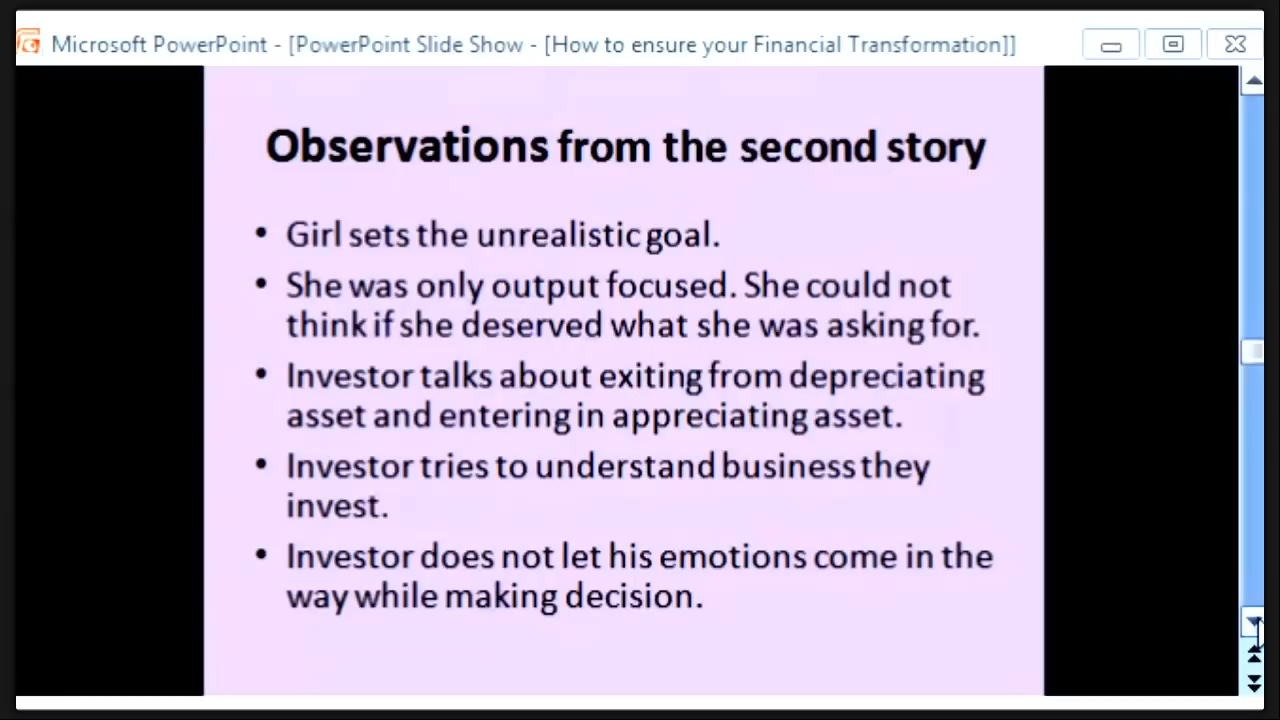 Microsoft PowerPoint - [PowerPoint Slide Show - [How to ensure your Financial Transformation]]
Observations from the second story
• Girl sets the unrealistic goal.
• She was only output focused. She could not
think if she deserved what she was asking for.
• Investor talks about exiting from depreciating
asset and entering in appreciating asset.
• Investor tries to understand business they
invest.
• Investor does not let his emotions come in the
way while making decision.